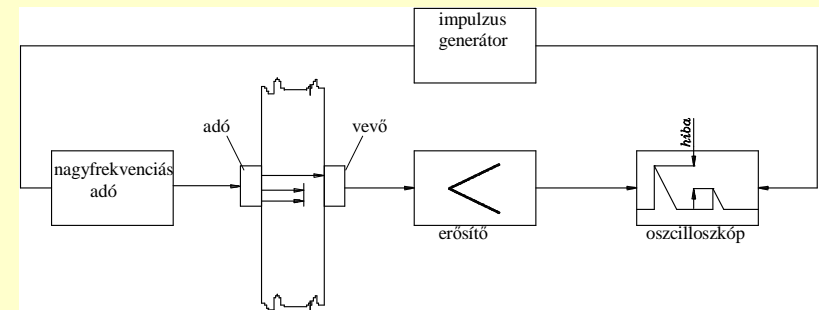 impulzus
generátor
adó
vevő
hiba
nagyfrekvenciás
adó
erősítő
oszcilloszkóp